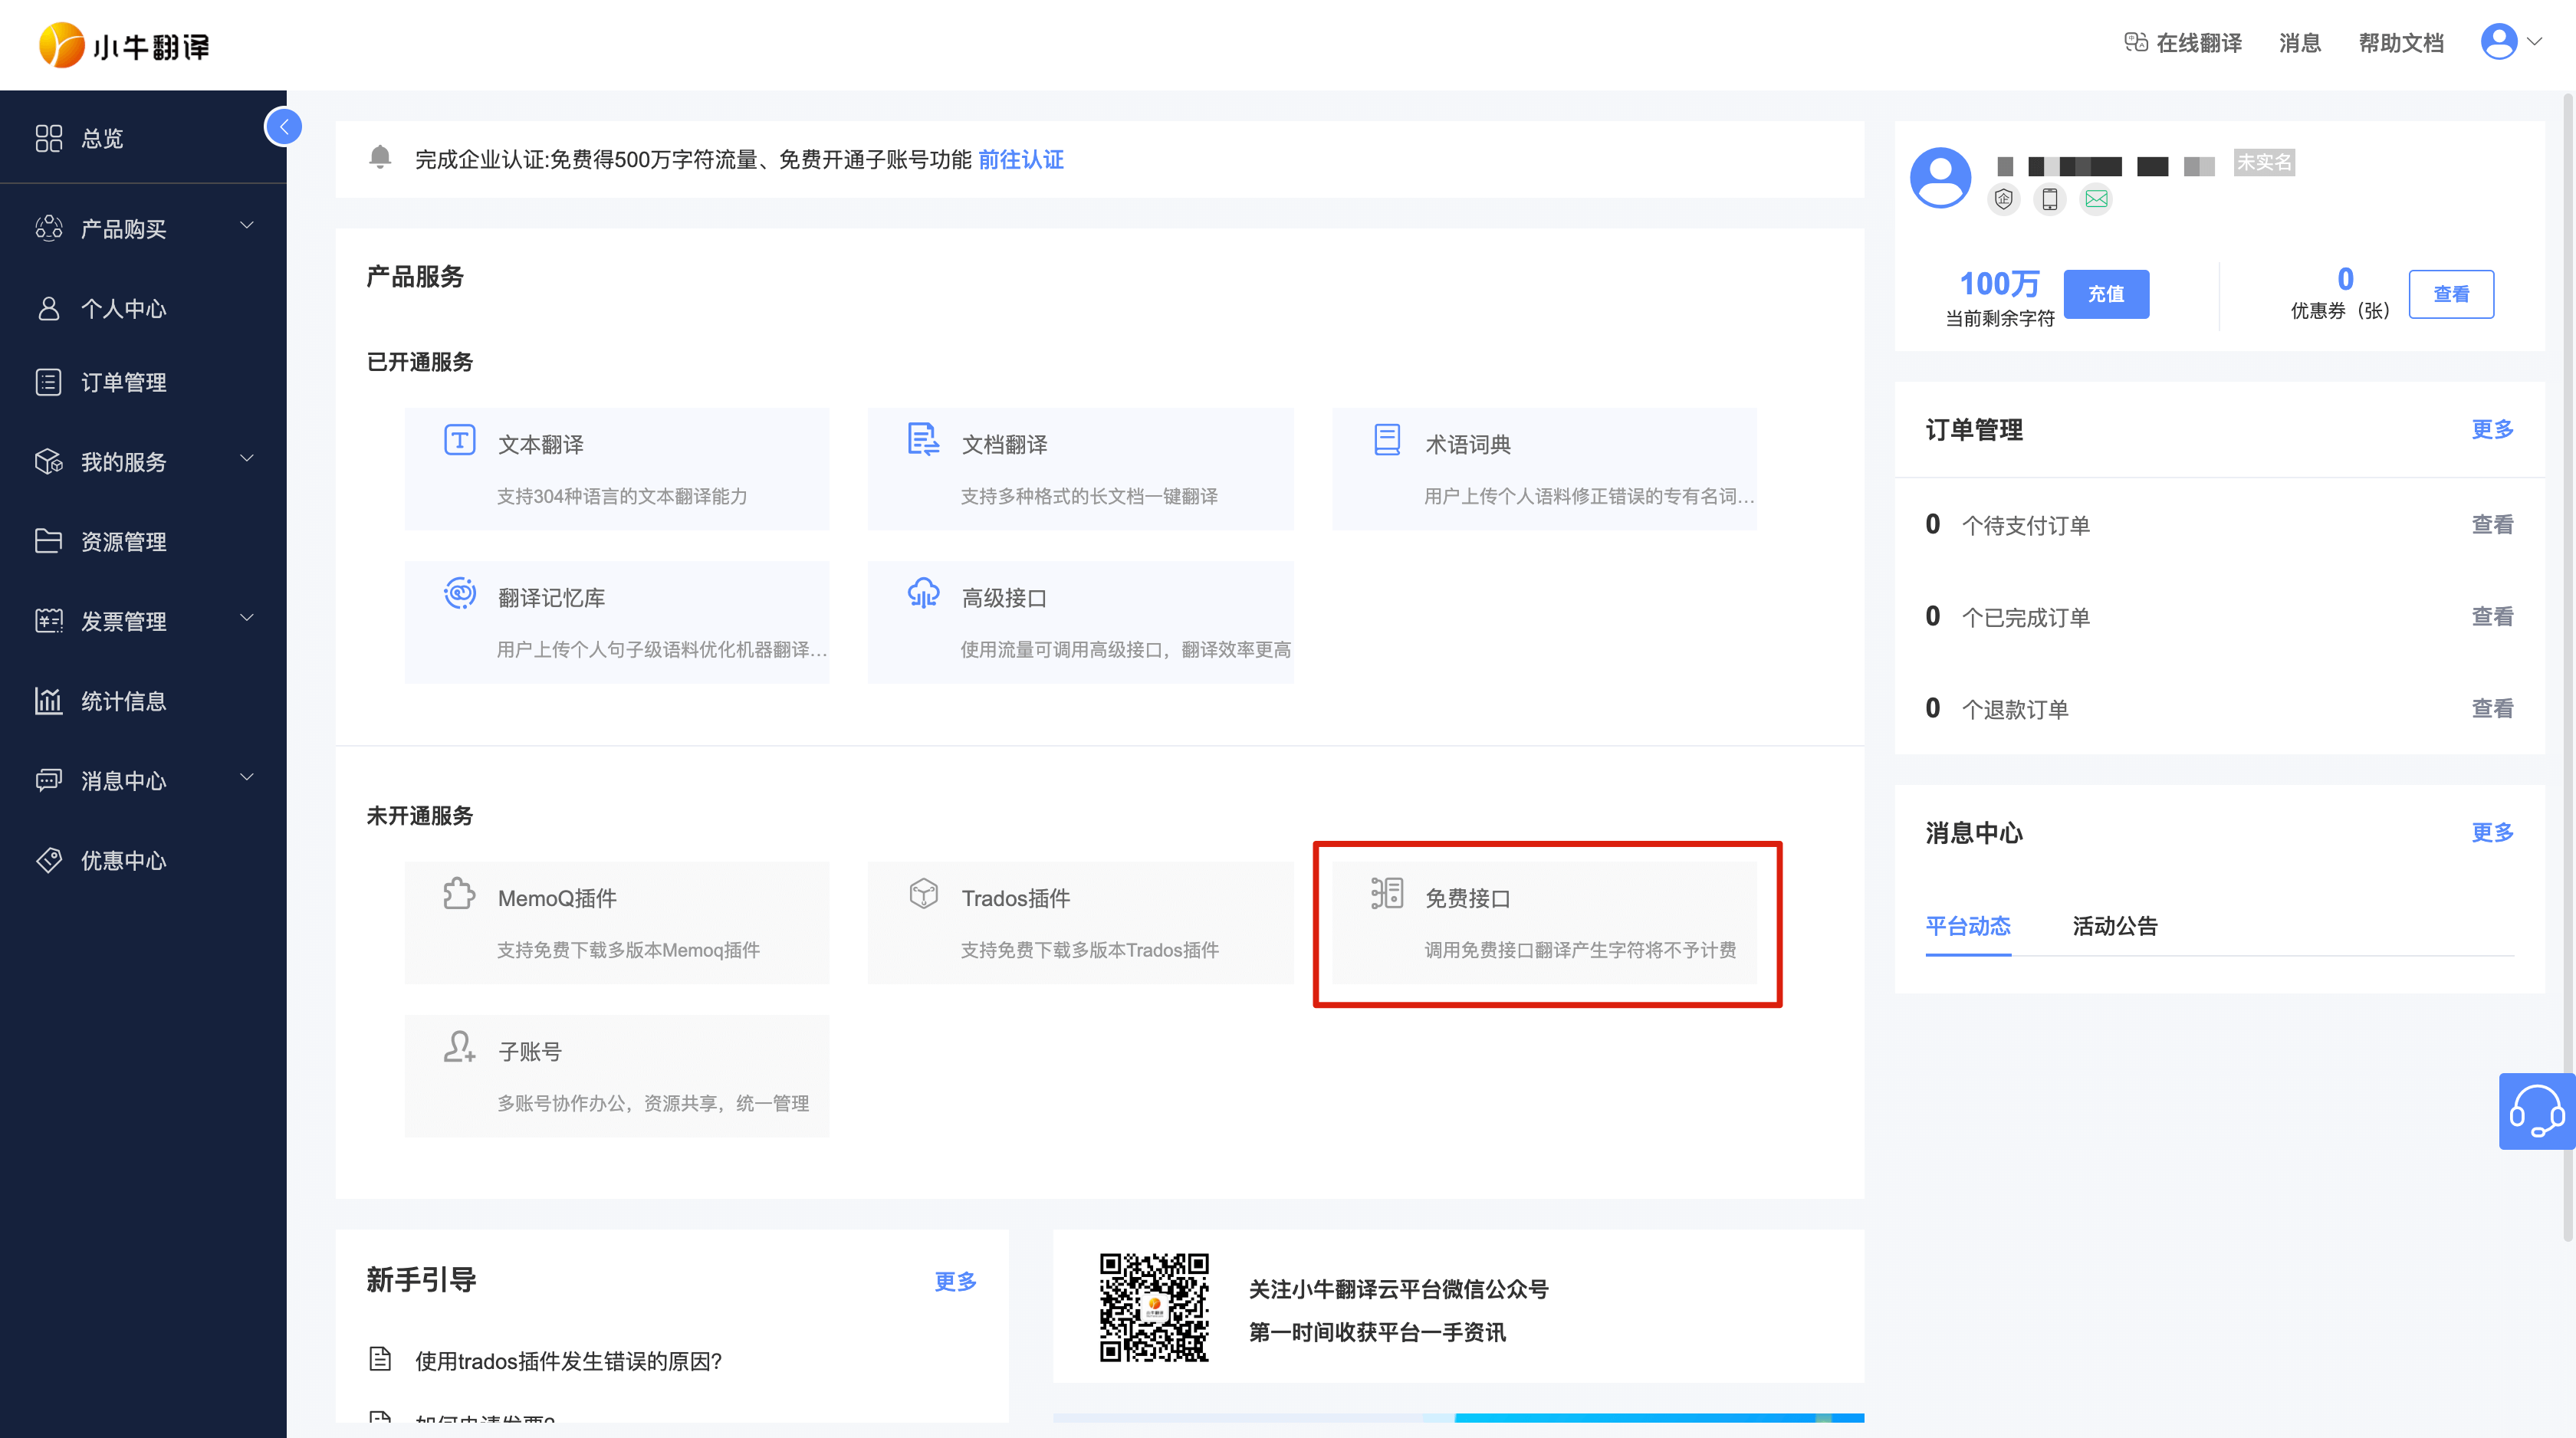 小牛翻译
在线翻译 消息 帮助文档
总览
产品购买
个人中心
订单管理
我的服务
资源管理
发票管理
统计信息
消息中心
优惠中心
完成企业认证:免费得500万字符流量、免费开通子账号功能 前往认证
产品服务
已开通服务
文本翻译
支持304种语言的文本翻译能力
文档翻译
支持多种格式的长文档一键翻译
术语词典
用户上传个人语料修正错误的专有名词...
翻译记忆库
用户上传个人句子级语料优化机器翻译...
高级接口
使用流量可调用高级接口，翻译效率更高
未开通服务
MemoQ插件
支持免费下载多版本Memoq插件
Trados插件
支持免费下载多版本Trados插件
免费接口
调用免费接口翻译产生字符将不予计费
子账号
多账号协作办公，资源共享，统一管理
新手引导 更多
使用trados插件发生错误的原因?
如何申请发票?
关注小牛翻译云平台微信公众号
第一时间收获平台一手资讯
未实名
企
100万
当前剩余字符
充值
0
优惠券（张）
查看
订单管理 更多
0 个待支付订单 查看
0 个已完成订单 查看
0 个退款订单 查看
消息中心 更多
平台动态 活动公告